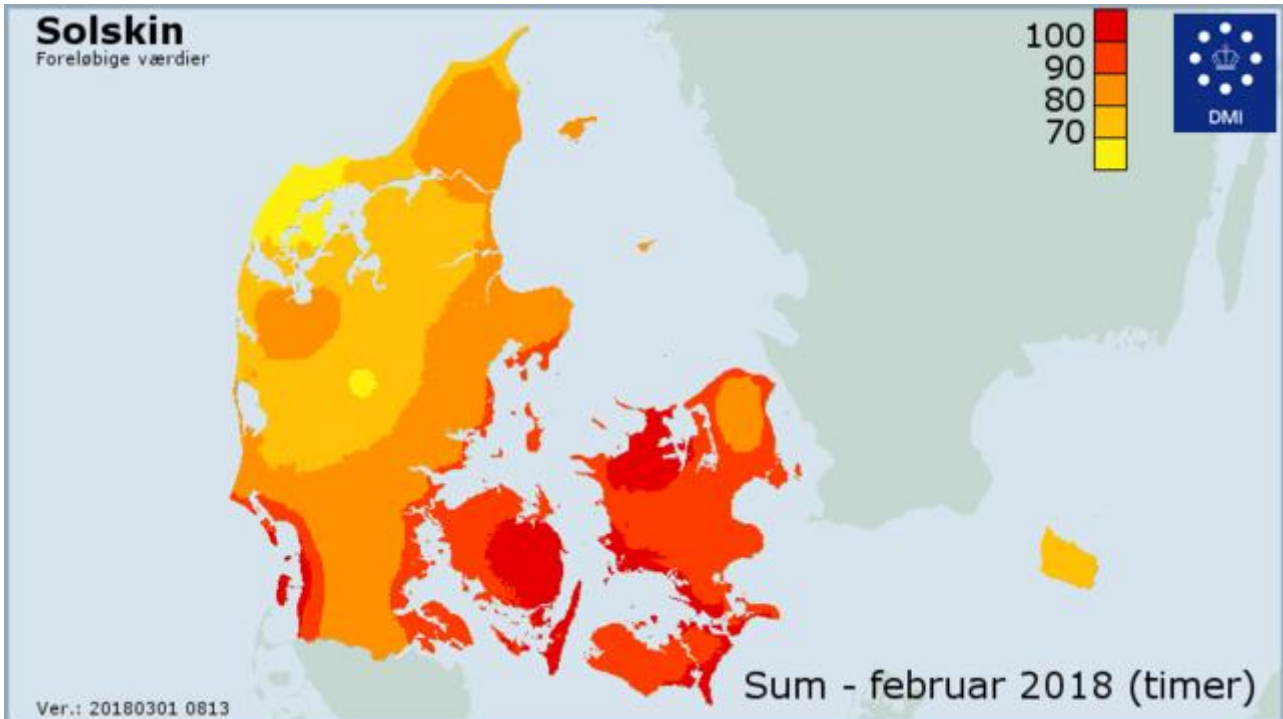 Solskin
Foreløbige værdier
100
90
80
70
DMI
Sum - februar 2018 (timer)
Ver.: 20180301 0813